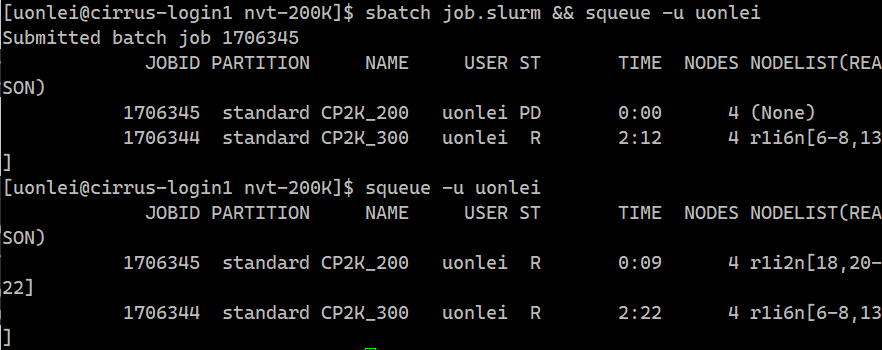 [uonlei@cirrus-login1 nvt-200K]$ sbatch job.slurm && squeue -u uonlei
Submitted batch job 1706345
JOBID PARTITION NAME USER ST TIME NODES NODELIST(REA
SON)
1706345 standard CP2K_200 uonlei PD 0:00 4 (None)
1706344 standard CP2K_300 uonlei R 2:12 4 r1i6n[6-8,13
]
[uonlei@cirrus-login1 nvt-200K]$ squeue -u uonlei
JOBID PARTITION NAME USER ST TIME NODES NODELIST(REA
SON)
1706345 standard CP2K_200 uonlei R 0:09 4 r1i2n[18,20-
22]
1706344 standard CP2K_300 uonlei R 2:22 4 r1i6n[6-8,13
]